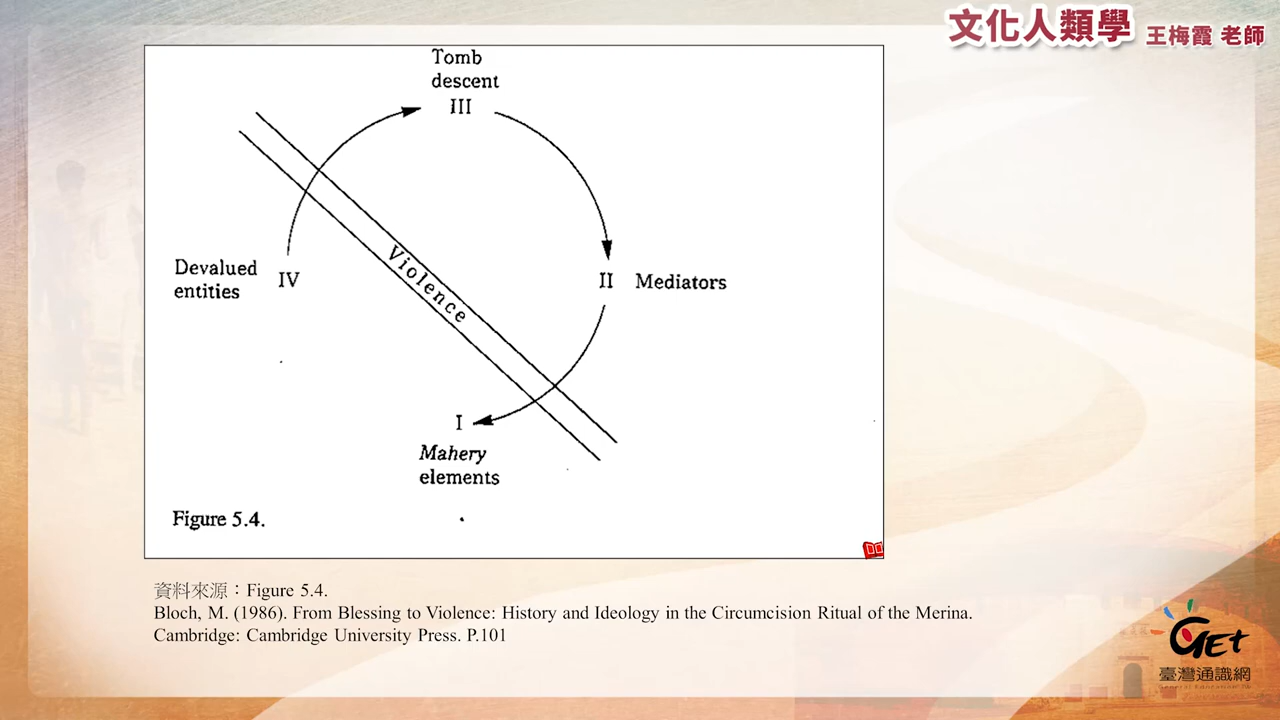 文化人類學 王梅霞 老師
Tomb
descent
III
Violence
Devalued
entities
IV
II Mediators
I
Mahery
elements
Figure 5.4.
資料來源：Figure 5.4.
Bloch, M. (1986). From Blessing to Violence: History and Ideology in the Circumcision Ritual of the Merina.
Cambridge: Cambridge University Press. P.101
GEt
臺灣通識網